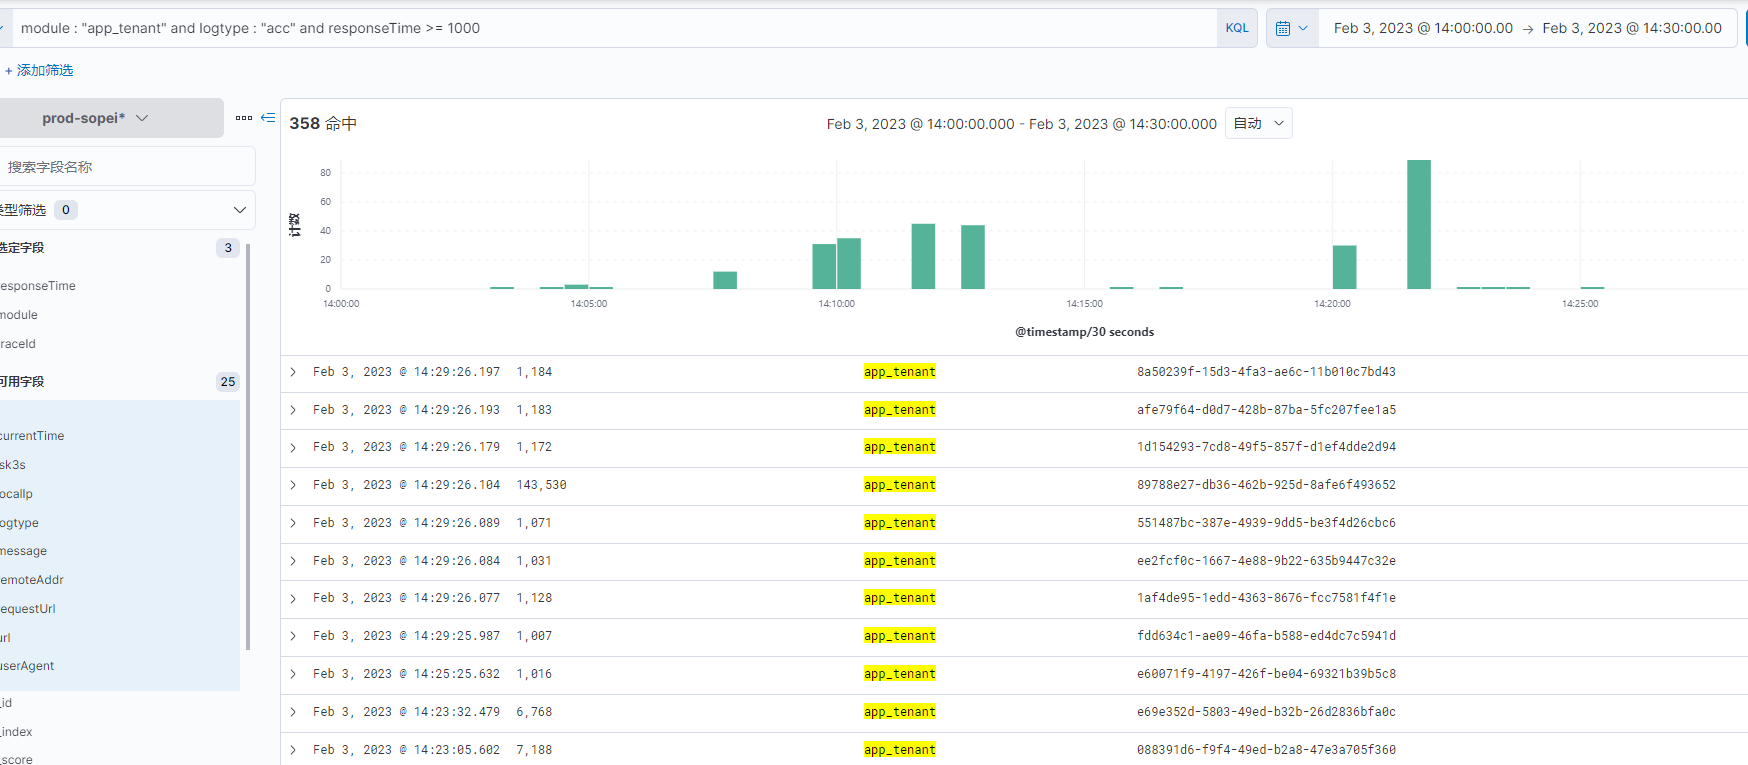 module : "app_tenant" and logtype : "acc" and responseTime >= 1000 KQL Feb 3, 2023 @ 14:00:00.00 → Feb 3, 2023 @ 14:30:00.00
+ 添加筛选
prod-sopei*
358 命中 Feb 3, 2023 @ 14:00:00.000 - Feb 3, 2023 @ 14:30:00.000 自动
搜索字段名称
类型筛选 0
选定字段 3
responseTime
module
traceId
可用字段 25
currentTime
isk3s
localIp
logtype
message
remoteAddr
requestUrl
url
userAgent
_id
_index
_score
计数
80
60
40
20
0
14:00:00 14:05:00 14:10:00 14:15:00 14:20:00 14:25:00
@timestamp/30 seconds
Feb 3, 2023 @ 14:29:26.197 1,184 app_tenant 8a50239f-15d3-4fa3-ae6c-11b010c7bd43
Feb 3, 2023 @ 14:29:26.193 1,183 app_tenant afe79f64-d0d7-428b-87ba-5fc207fee1a5
Feb 3, 2023 @ 14:29:26.179 1,172 app_tenant 1d154293-7cd8-49f5-857f-d1ef4dde2d94
Feb 3, 2023 @ 14:29:26.104 143,530 app_tenant 89788e27-db36-462b-925d-8afe6f493652
Feb 3, 2023 @ 14:29:26.089 1,071 app_tenant 551487bc-387e-4939-9dd5-be3f4d26cbc6
Feb 3, 2023 @ 14:29:26.084 1,031 app_tenant ee2fcf0c-1667-4e88-9b22-635b9447c32e
Feb 3, 2023 @ 14:29:26.077 1,128 app_tenant 1af4de95-1edd-4363-8676-fcc7581f4f1e
Feb 3, 2023 @ 14:29:25.987 1,007 app_tenant fdd634c1-ae09-46fa-b588-ed4dc7c5941d
Feb 3, 2023 @ 14:25:25.632 1,016 app_tenant e60071f9-4197-426f-be04-69321b39b5c8
Feb 3, 2023 @ 14:23:32.479 6,768 app_tenant e69e352d-5803-49ed-b32b-26d2836bfa0c
Feb 3, 2023 @ 14:23:05.602 7,188 app_tenant 088391d6-f9f4-49ed-b2a8-47e3a705f360